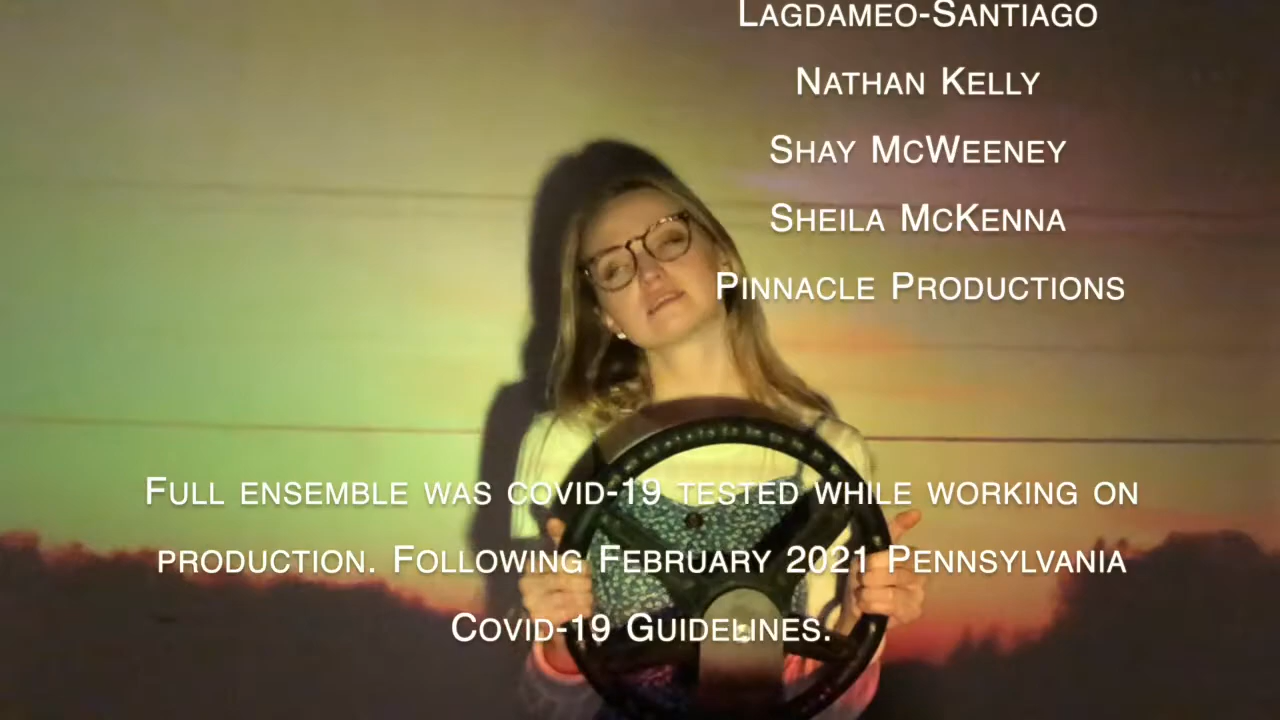 Lagdameo-Santiago
Nathan Kelly
Shay McWeeney
Sheila McKenna
Pinnacle Productions
Full ensemble was covid-19 tested while working on
production. Following February 2021 Pennsylvania
Covid-19 Guidelines.